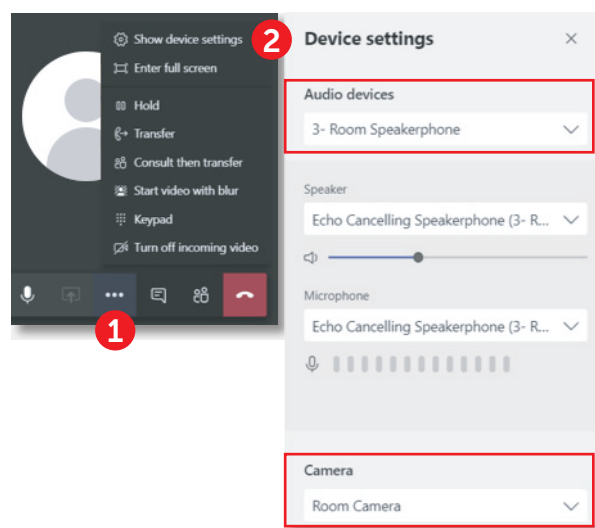 Show device settings
Enter full screen
Hold
Transfer
Consult then transfer
Start video with blur
Keypad
Turn off incoming video
1
2
Device settings
Audio devices
3- Room Speakerphone
Speaker
Echo Cancelling Speakerphone (3- R...
Microphone
Echo Cancelling Speakerphone (3- R...
Camera
Room Camera